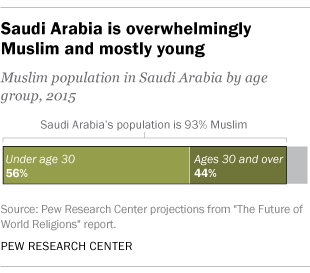 Saudi Arabia is overwhelmingly
Muslim and mostly young
Muslim population in Saudi Arabia by age
group, 2015
Saudi Arabia's population is 93% Muslim
Under age 30
56%
Ages 30 and over
44%
Source: Pew Research Center projections from "The Future of
World Religions" report.
PEW RESEARCH CENTER